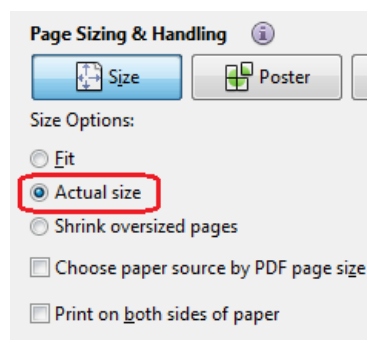 Page Sizing & Handling
Size Poster
Size Options:
Fit
Actual size
Shrink oversized pages
Choose paper source by PDF page size
Print on both sides of paper